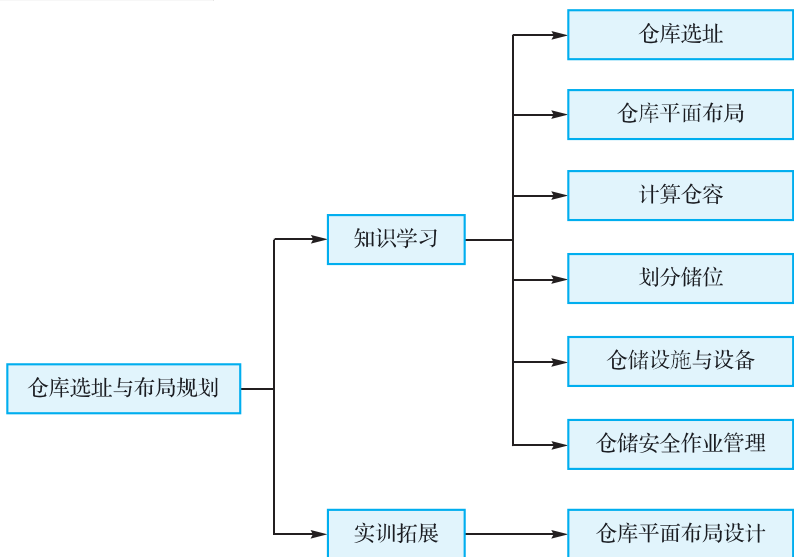 仓库选址与布局规划
知识学习
仓库选址
仓库平面布局
计算仓容
划分储位
仓储设施与设备
仓储安全作业管理
实训拓展
仓库平面布局设计